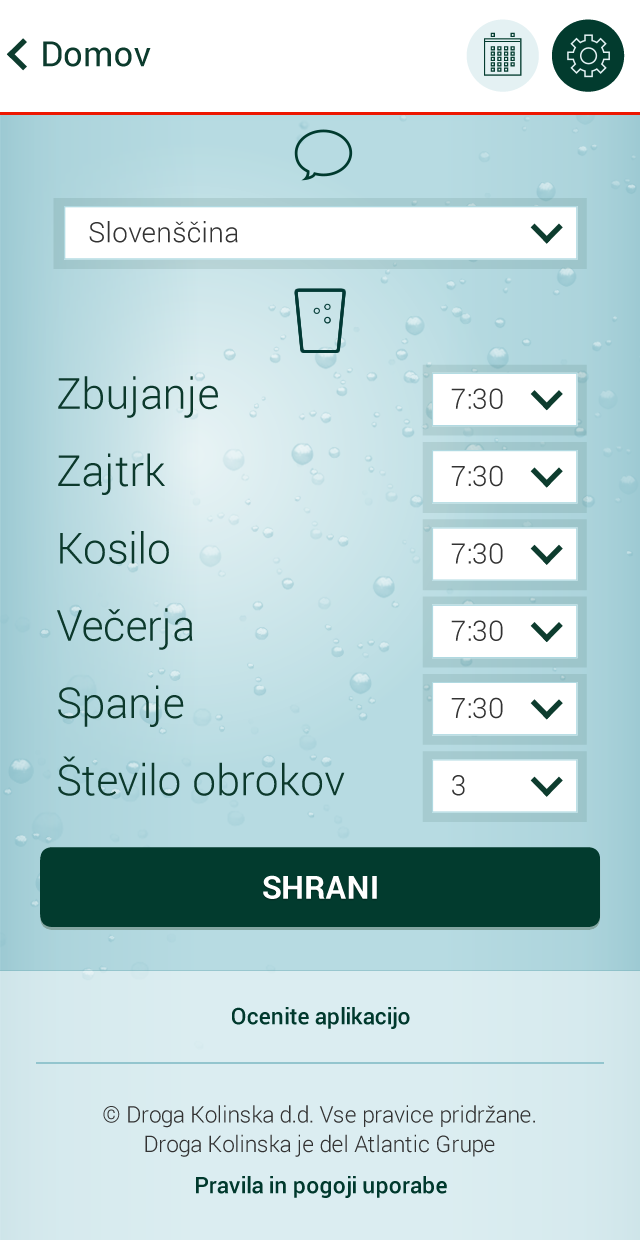 Domov
Slovenščina
Zbujanje 7:30
Zajtrk 7:30
Kosilo 7:30
Večerja 7:30
Spanje 7:30
Število obrokov 3
SHRANI
Ocenite aplikacijo
© Droga Kolinska d.d. Vse pravice pridržane.
Droga Kolinska je del Atlantic Grupe
Pravila in pogoji uporabe